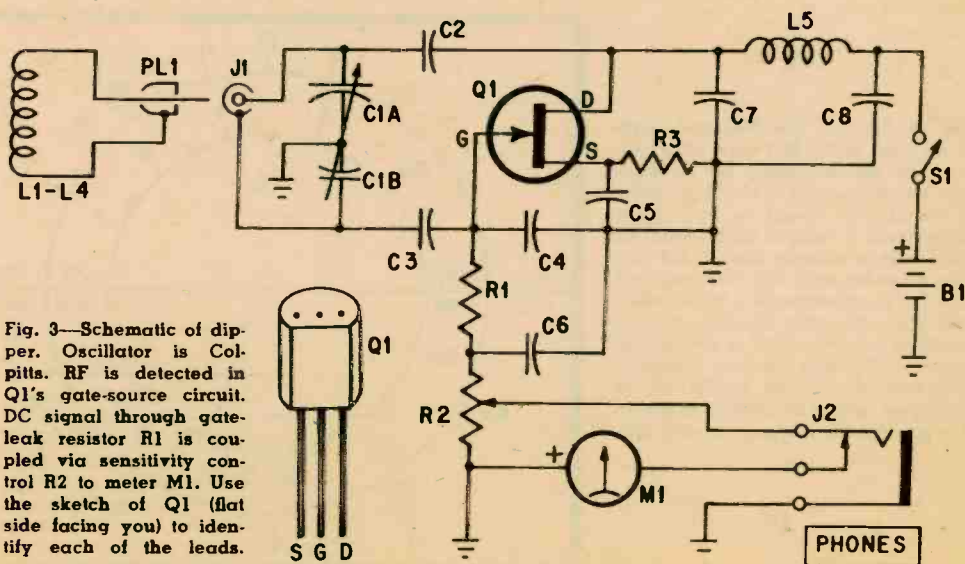 L1-L4
PL1
J1
C1A
C1B
C2
C3
Q1
D
G
S
R3
C5
C4
R1
C6
R2
C7
L5
C8
S1
+
B1
+
M1
J2
PHONES
Fig. 3—Schematic of dip-
per. Oscillator is Col-
pitts. RF is detected in
Q1's gate-source circuit.
DC signal through gate-
leak resistor R1 is cou-
pled via sensitivity con-
trol R2 to meter M1. Use
the sketch of Q1 (flat
side facing you) to iden-
tify each of the leads.
Q1
S G D